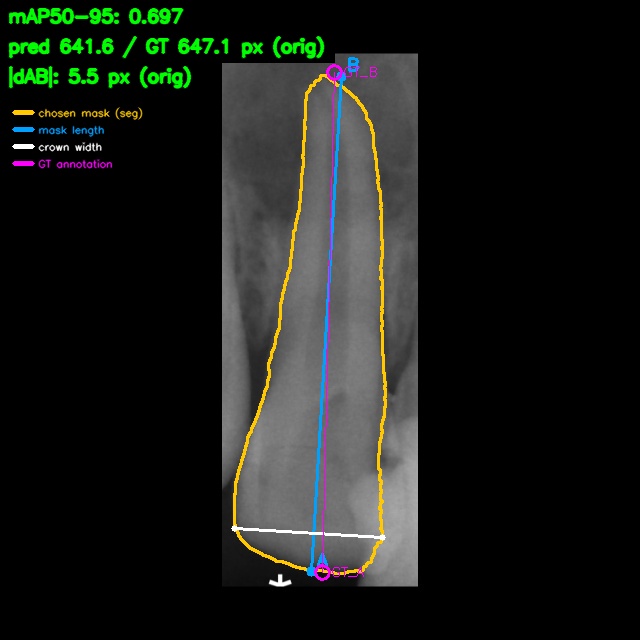 mAP50-95: 0.697
pred 641.6 / GT 647.1 px (orig)
|dAB|: 5.5 px (orig)
chosen mask (seg)
mask length
crown width
GT annotation
B
GT_B
A
GT_A